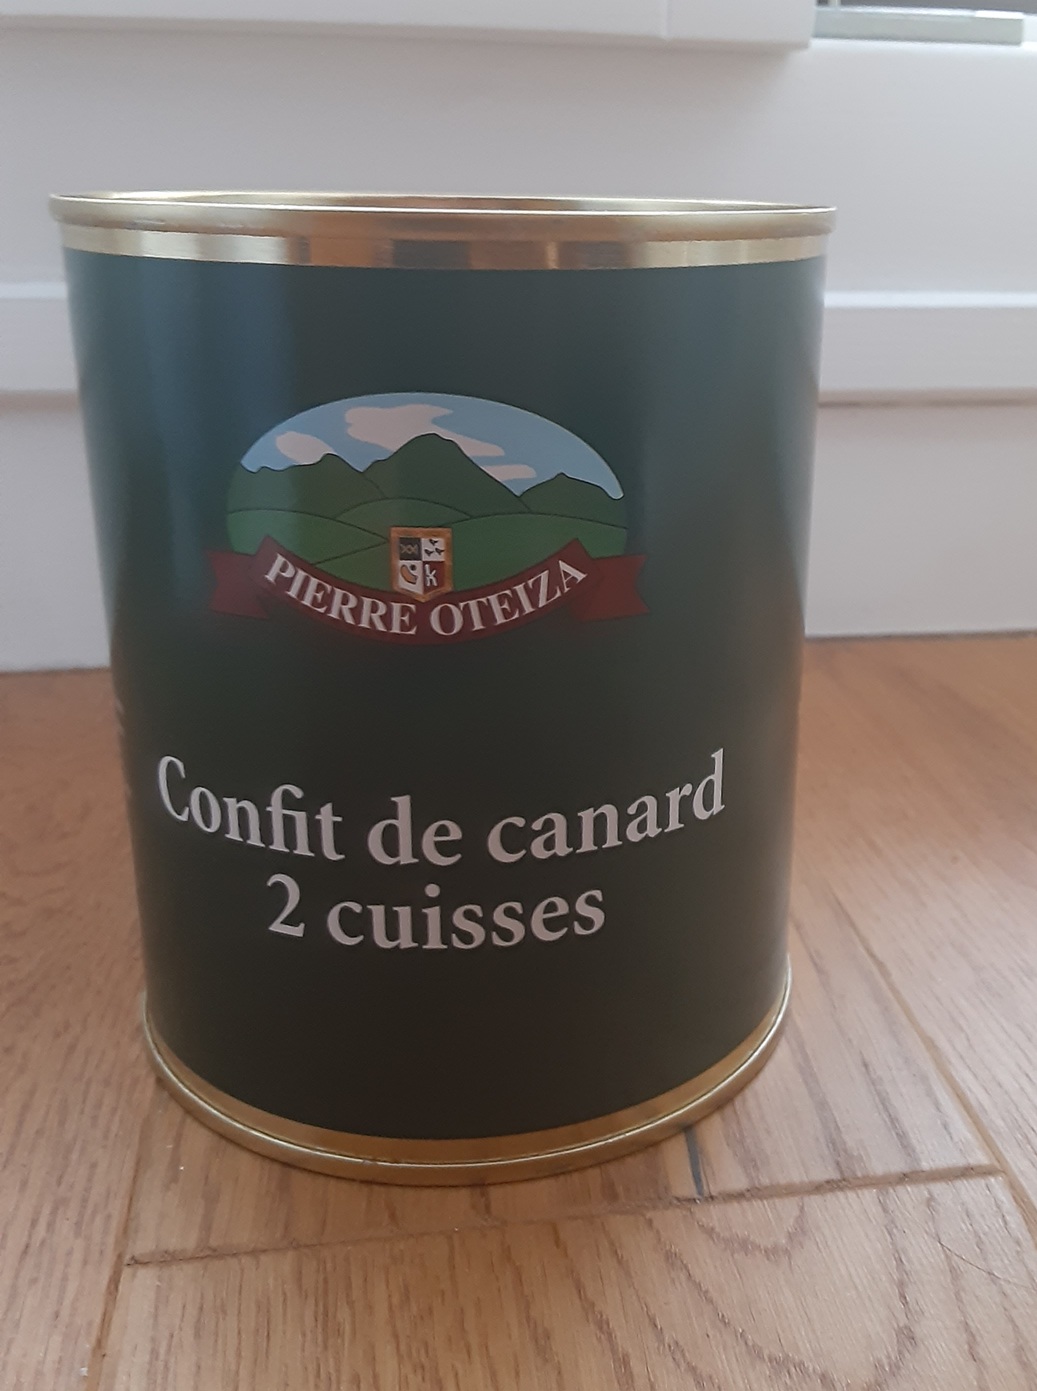 PIERRE OTEIZA
Confit de canard
2 cuisses